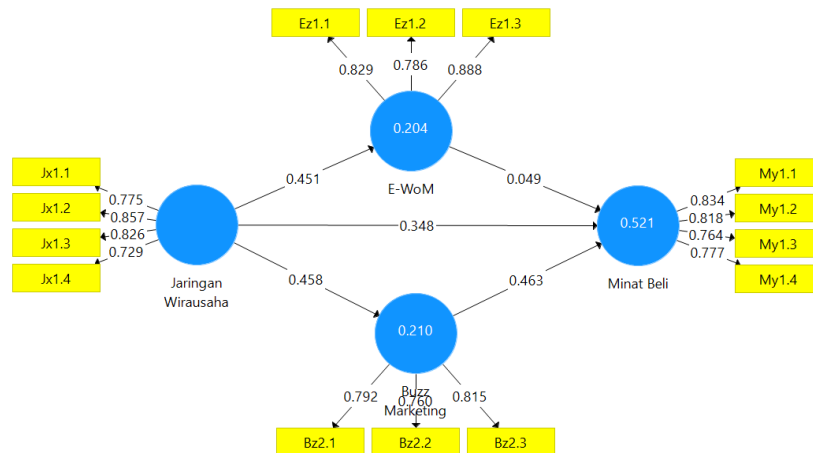 Ez1.1 Ez1.2 Ez1.3
0.829 0.786 0.888
0.204
E-WoM
Jx1.1
Jx1.2
Jx1.3
Jx1.4
0.775
0.857
0.826
0.729
Jaringan
Wirausaha
0.451
0.049
0.348
0.458
0.463
0.521
Minat Beli
0.834
0.818
0.764
0.777
My1.1
My1.2
My1.3
My1.4
0.210
Buzz
Marketing
0.792 0.760 0.815
Bz2.1 Bz2.2 Bz2.3